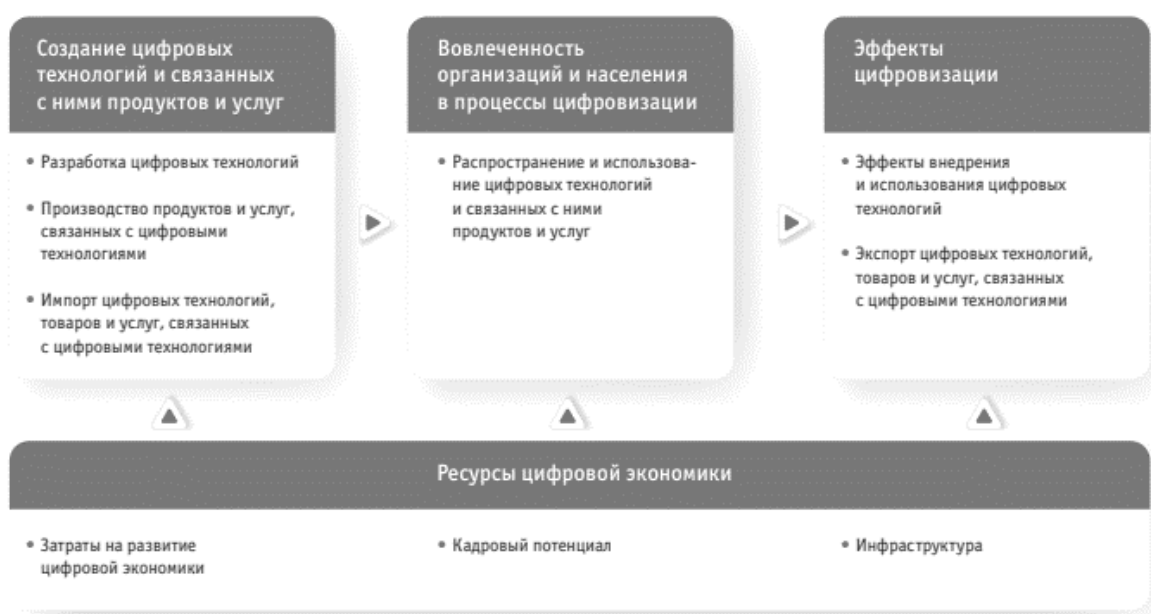 Создание цифровых
технологий и связанных
с ними продуктов и услуг
• Разработка цифровых технологий
• Производство продуктов и услуг,
связанных с цифровыми
технологиями
• Импорт цифровых технологий,
товаров и услуг, связанных
с цифровыми технологиями
Вовлеченность
организаций и населения
в процессы цифровизации
• Распространение и использова-
ние цифровых технологий
и связанных с ними
продуктов и услуг
Эффекты
цифровизации
• Эффекты внедрения
и использования цифровых
технологий
• Экспорт цифровых технологий,
товаров и услуг, связанных
с цифровыми технологиями
Ресурсы цифровой экономики
• Затраты на развитие
цифровой экономики
• Кадровый потенциал
• Инфраструктура